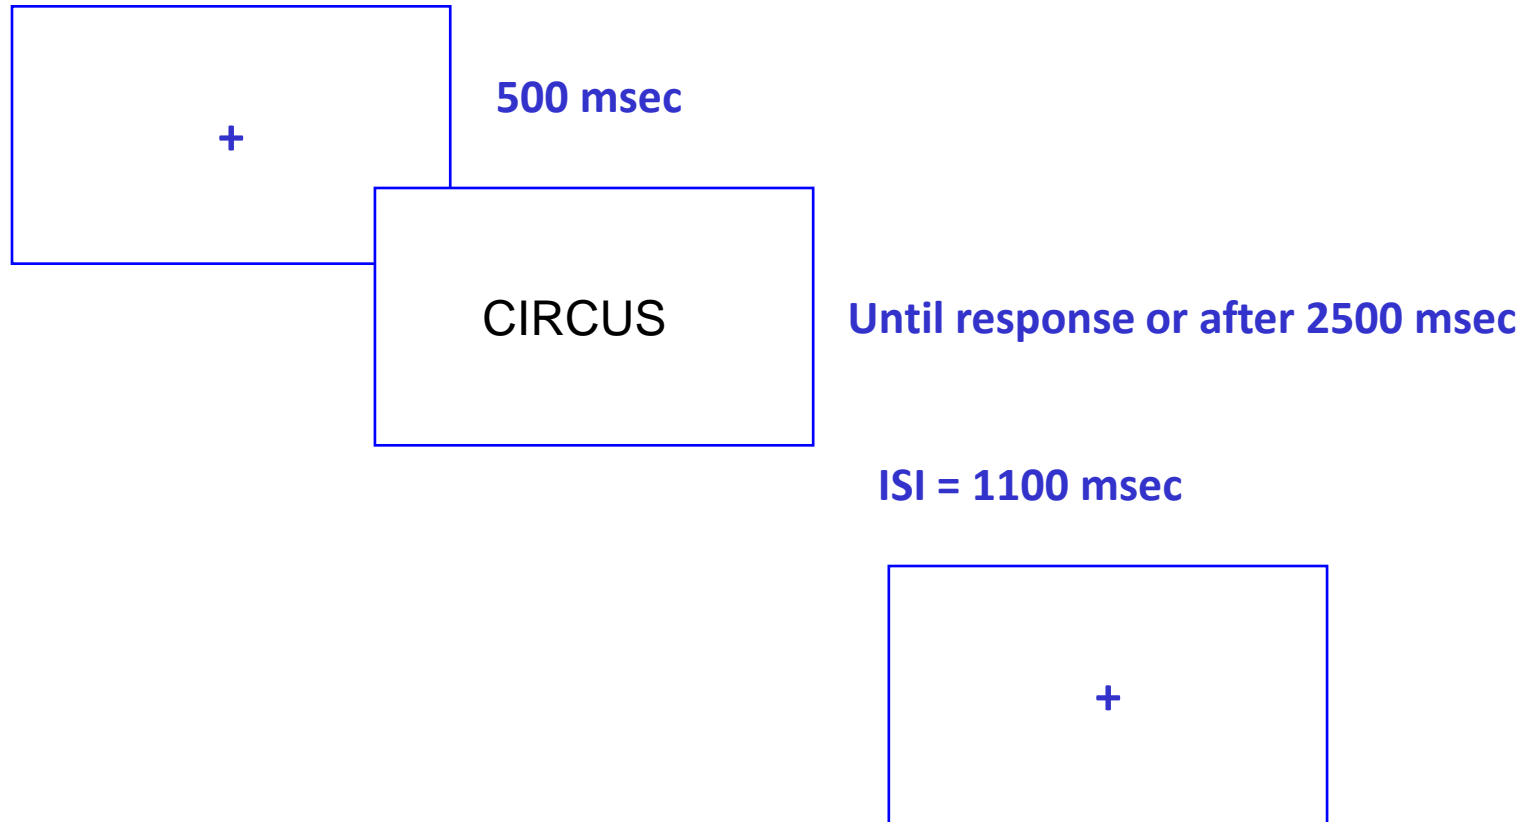 500 msec
+
CIRCUS
Until response or after 2500 msec
ISI = 1100 msec
+